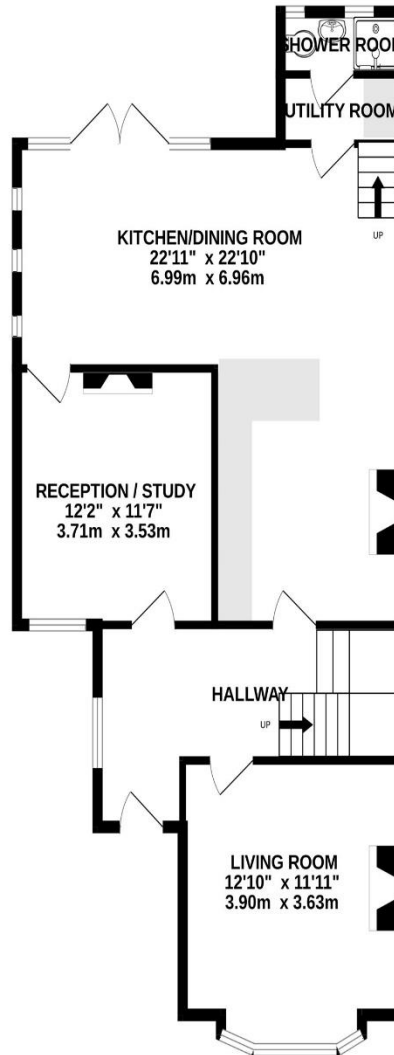 SHOWER ROOM
UTILITY ROOM
UP
KITCHEN/DINING ROOM
22'11" x 22'10"
6.99m x 6.96m
RECEPTION / STUDY
12'2" x 11'7"
3.71m x 3.53m
HALLWAY
UP
LIVING ROOM
12'10" x 11'11"
3.90m x 3.63m